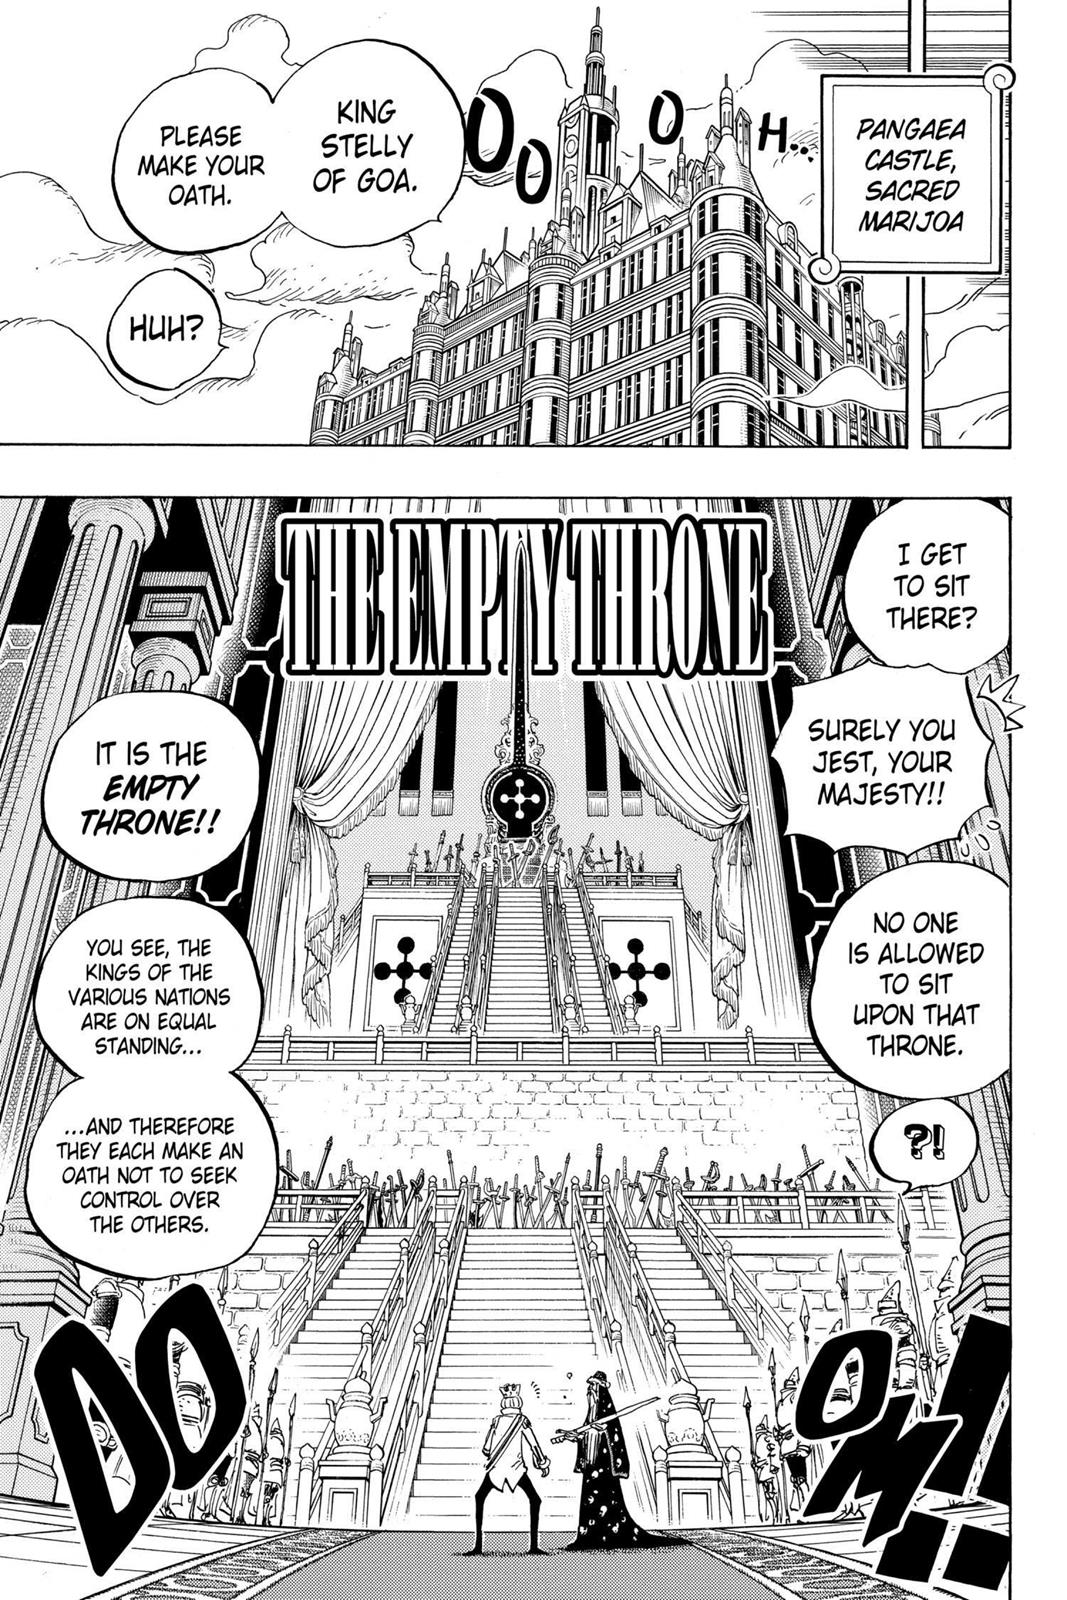 PANGAEA
CASTLE,
SACRED
MARIJOA
OOOOH...
KING
STELLY
OF GOA.
PLEASE
MAKE YOUR
OATH.
HUH?
THE EMPTY THRONE
I GET
TO SIT
THERE?
SURELY YOU
JEST, YOUR
MAJESTY!!
NO ONE
IS ALLOWED
TO SIT
UPON THAT
THRONE.
?!
IT IS THE
EMPTY
THRONE!!
YOU SEE, THE
KINGS OF THE
VARIOUS NATIONS
ARE ON EQUAL
STANDING...
...AND THEREFORE
THEY EACH MAKE AN
OATH NOT TO SEEK
CONTROL OVER
THE OTHERS.
DOOM!!